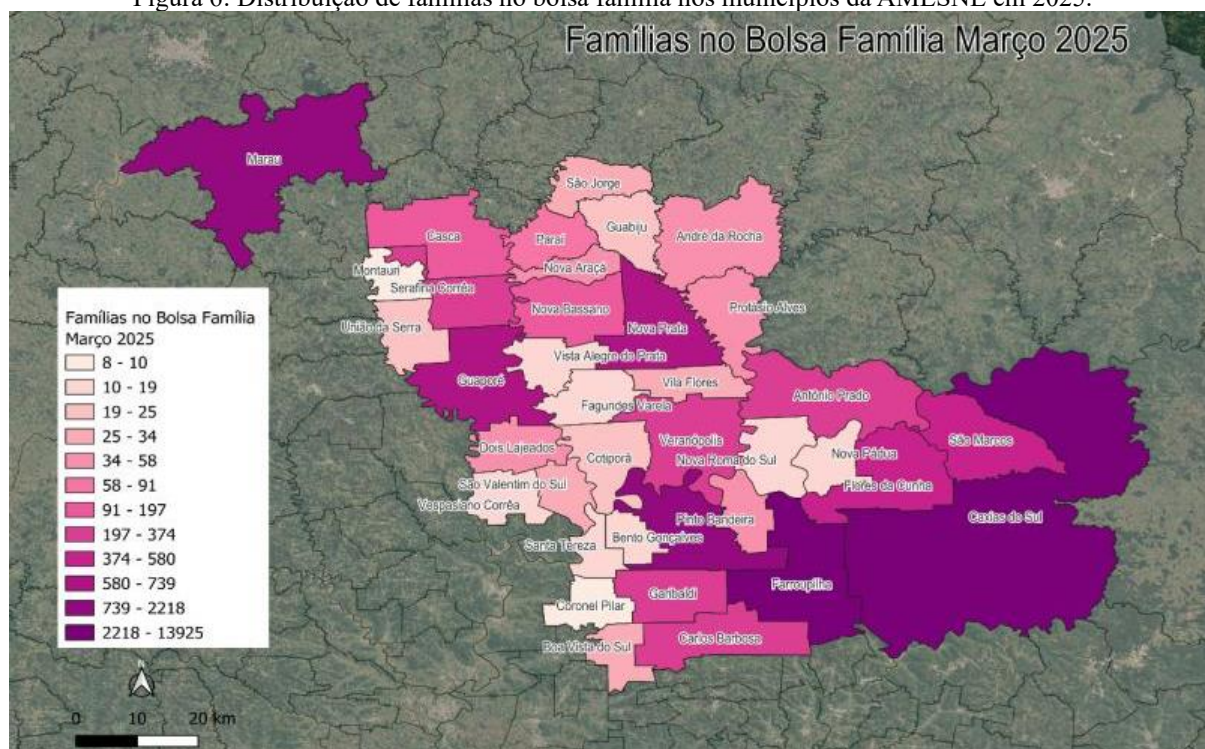 Figura 6: Distribuição de famílias no bolsa família nos municípios da AMESNE em 2025.
Famílias no Bolsa Família Março 2025
Marau
São Jorge
Guabiju
André da Rocha
Casca
Paraí
Nova Araçá
Montauri
Serafina Corrêa
Nova Bassano
Protásio Alves
União da Serra
Nova Prata
Vista Alegre do Prata
Guaporé
Vila Flores
Fagundes Varela
Antônio Prado
Dois Lajeados
Cotiporã
Veranópolis
São Marcos
Nova Roma do Sul
Nova Pádua
São Valentim do Sul
Flores da Cunha
Vespasiano Corrêa
Pinto Bandeira
Caxias do Sul
Santa Tereza
Bento Gonçalves
Farroupilha
Coronel Pilar
Garibaldi
Boa Vista do Sul
Carlos Barbosa
Famílias no Bolsa Família
Março 2025
8 - 10
10 - 19
19 - 25
25 - 34
34 - 58
58 - 91
91 - 197
197 - 374
374 - 580
580 - 739
739 - 2218
2218 - 13925
N
0 10 20 km